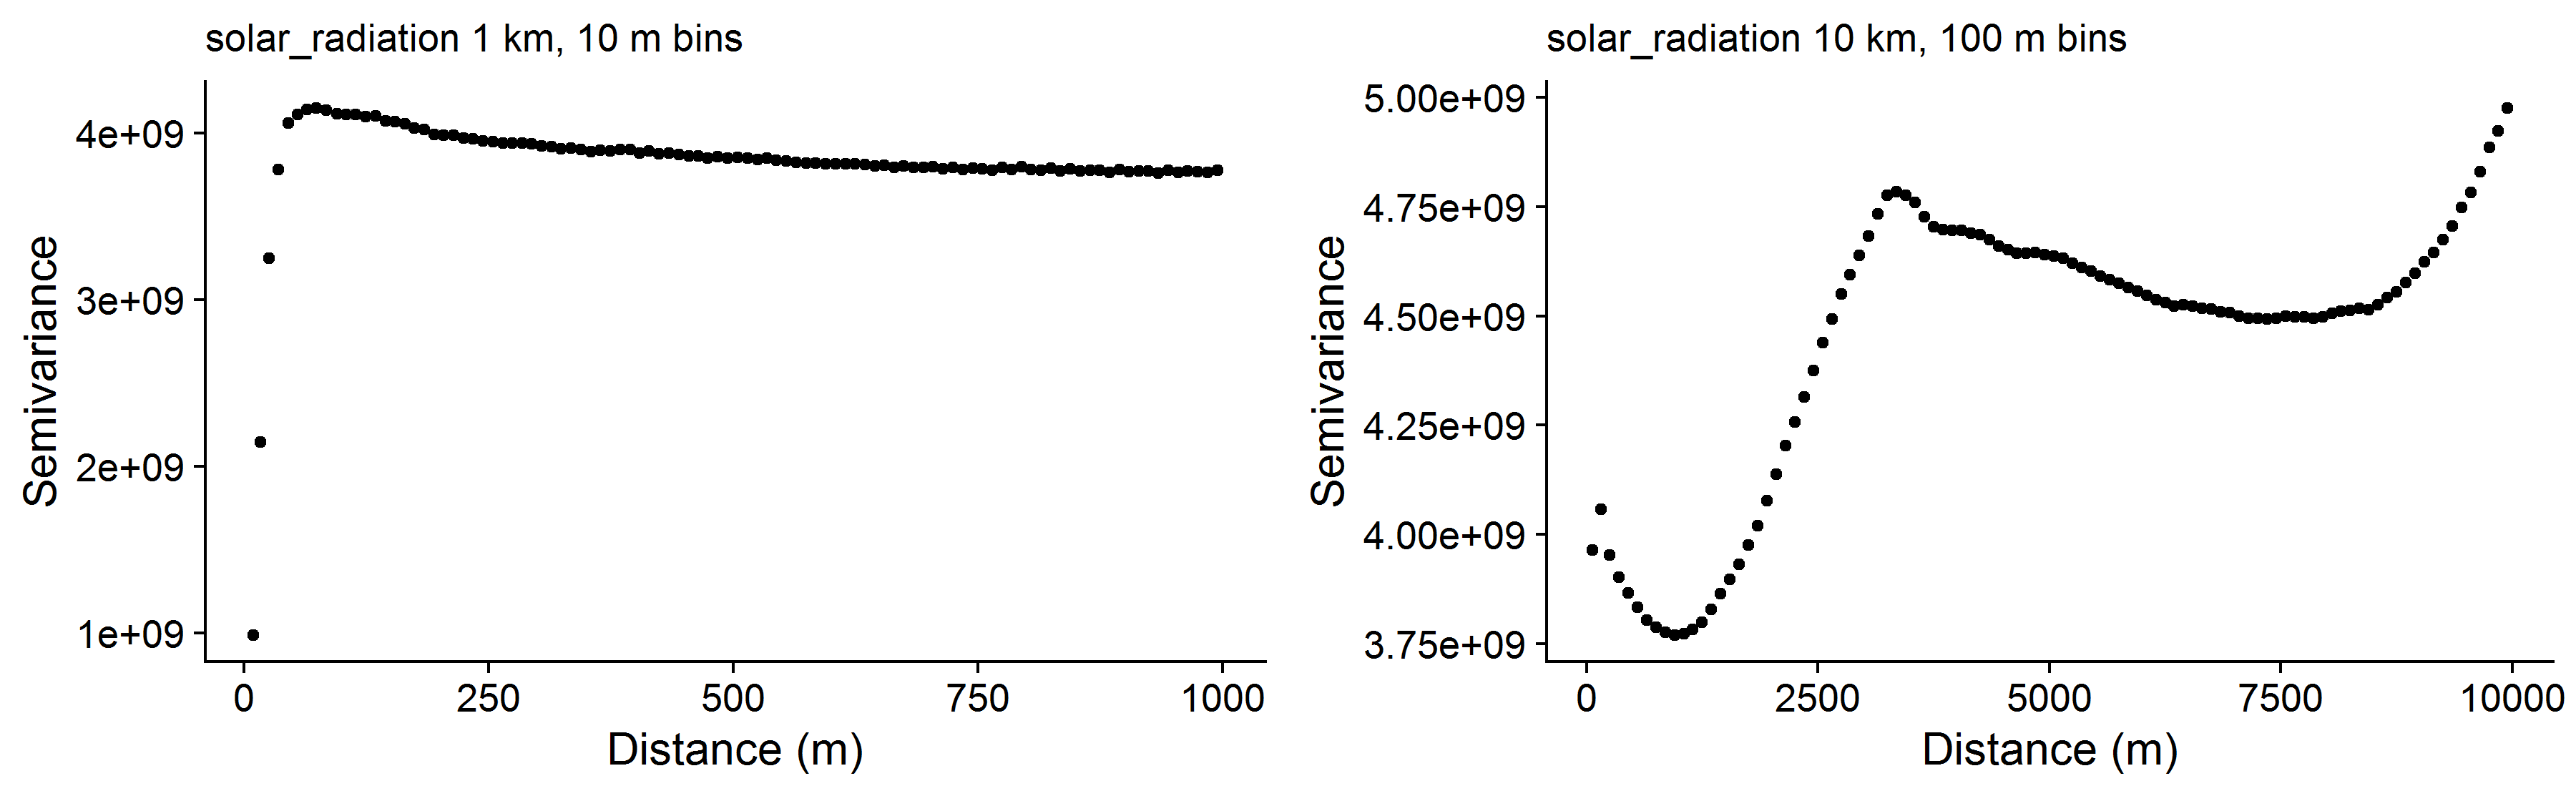 solar_radiation 1 km, 10 m bins
Semivariance
4e+09
3e+09
2e+09
1e+09
0 250 500 750 1000
Distance (m)
solar_radiation 10 km, 100 m bins
Semivariance
5.00e+09
4.75e+09
4.50e+09
4.25e+09
4.00e+09
3.75e+09
0 2500 5000 7500 10000
Distance (m)